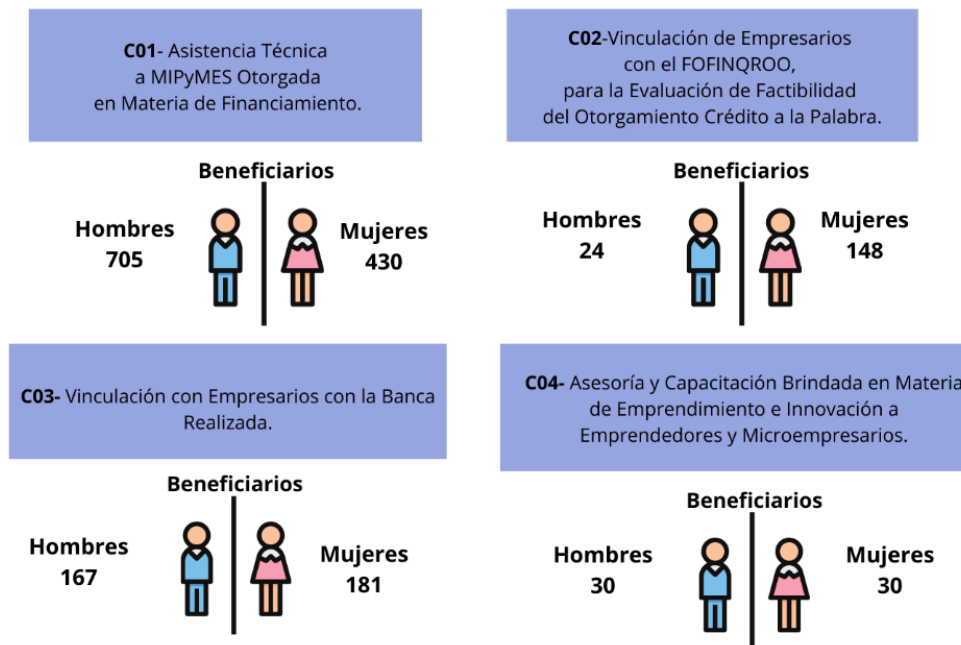 C01- Asistencia Técnica
a MIPyMES Otorgada
en Materia de Financiamiento.
Beneficiarios
Hombres
705
Mujeres
430
C02-Vinculación de Empresarios
con el FOFINQROO,
para la Evaluación de Factibilidad
del Otorgamiento Crédito a la Palabra.
Beneficiarios
Hombres
24
Mujeres
148
C03- Vinculación con Empresarios con la Banca
Realizada.
Beneficiarios
Hombres
167
Mujeres
181
C04- Asesoría y Capacitación Brindada en Materia
de Emprendimiento e Innovación a
Emprendedores y Microempresarios.
Beneficiarios
Hombres
30
Mujeres
30